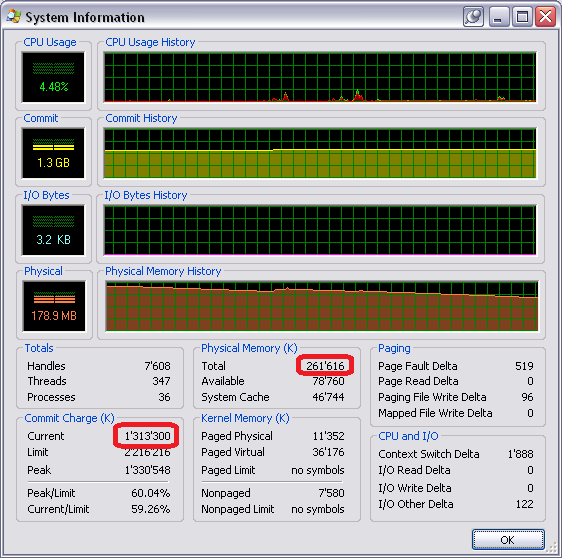 System Information
CPU Usage
CPU Usage History
4.48%
Commit
Commit History
1.3 GB
I/O Bytes
I/O Bytes History
3.2 KB
Physical
Physical Memory History
178.9 MB
Totals
Handles 7'608
Threads 347
Processes 36
Physical Memory (K)
Total 261'616
Available 78'760
System Cache 46'744
Paging
Page Fault Delta 519
Page Read Delta 0
Paging File Write Delta 96
Mapped File Write Delta 0
Commit Charge (K)
Current 1'313'300
Limit 2'216'216
Peak 1'330'548
Peak/Limit 60.04%
Current/Limit 59.26%
Kernel Memory (K)
Paged Physical 11'352
Paged Virtual 36'176
Paged Limit no symbols
Nonpaged 7'580
Nonpaged Limit no symbols
CPU and I/O
Context Switch Delta 1'888
I/O Read Delta 0
I/O Write Delta 0
I/O Other Delta 122
OK